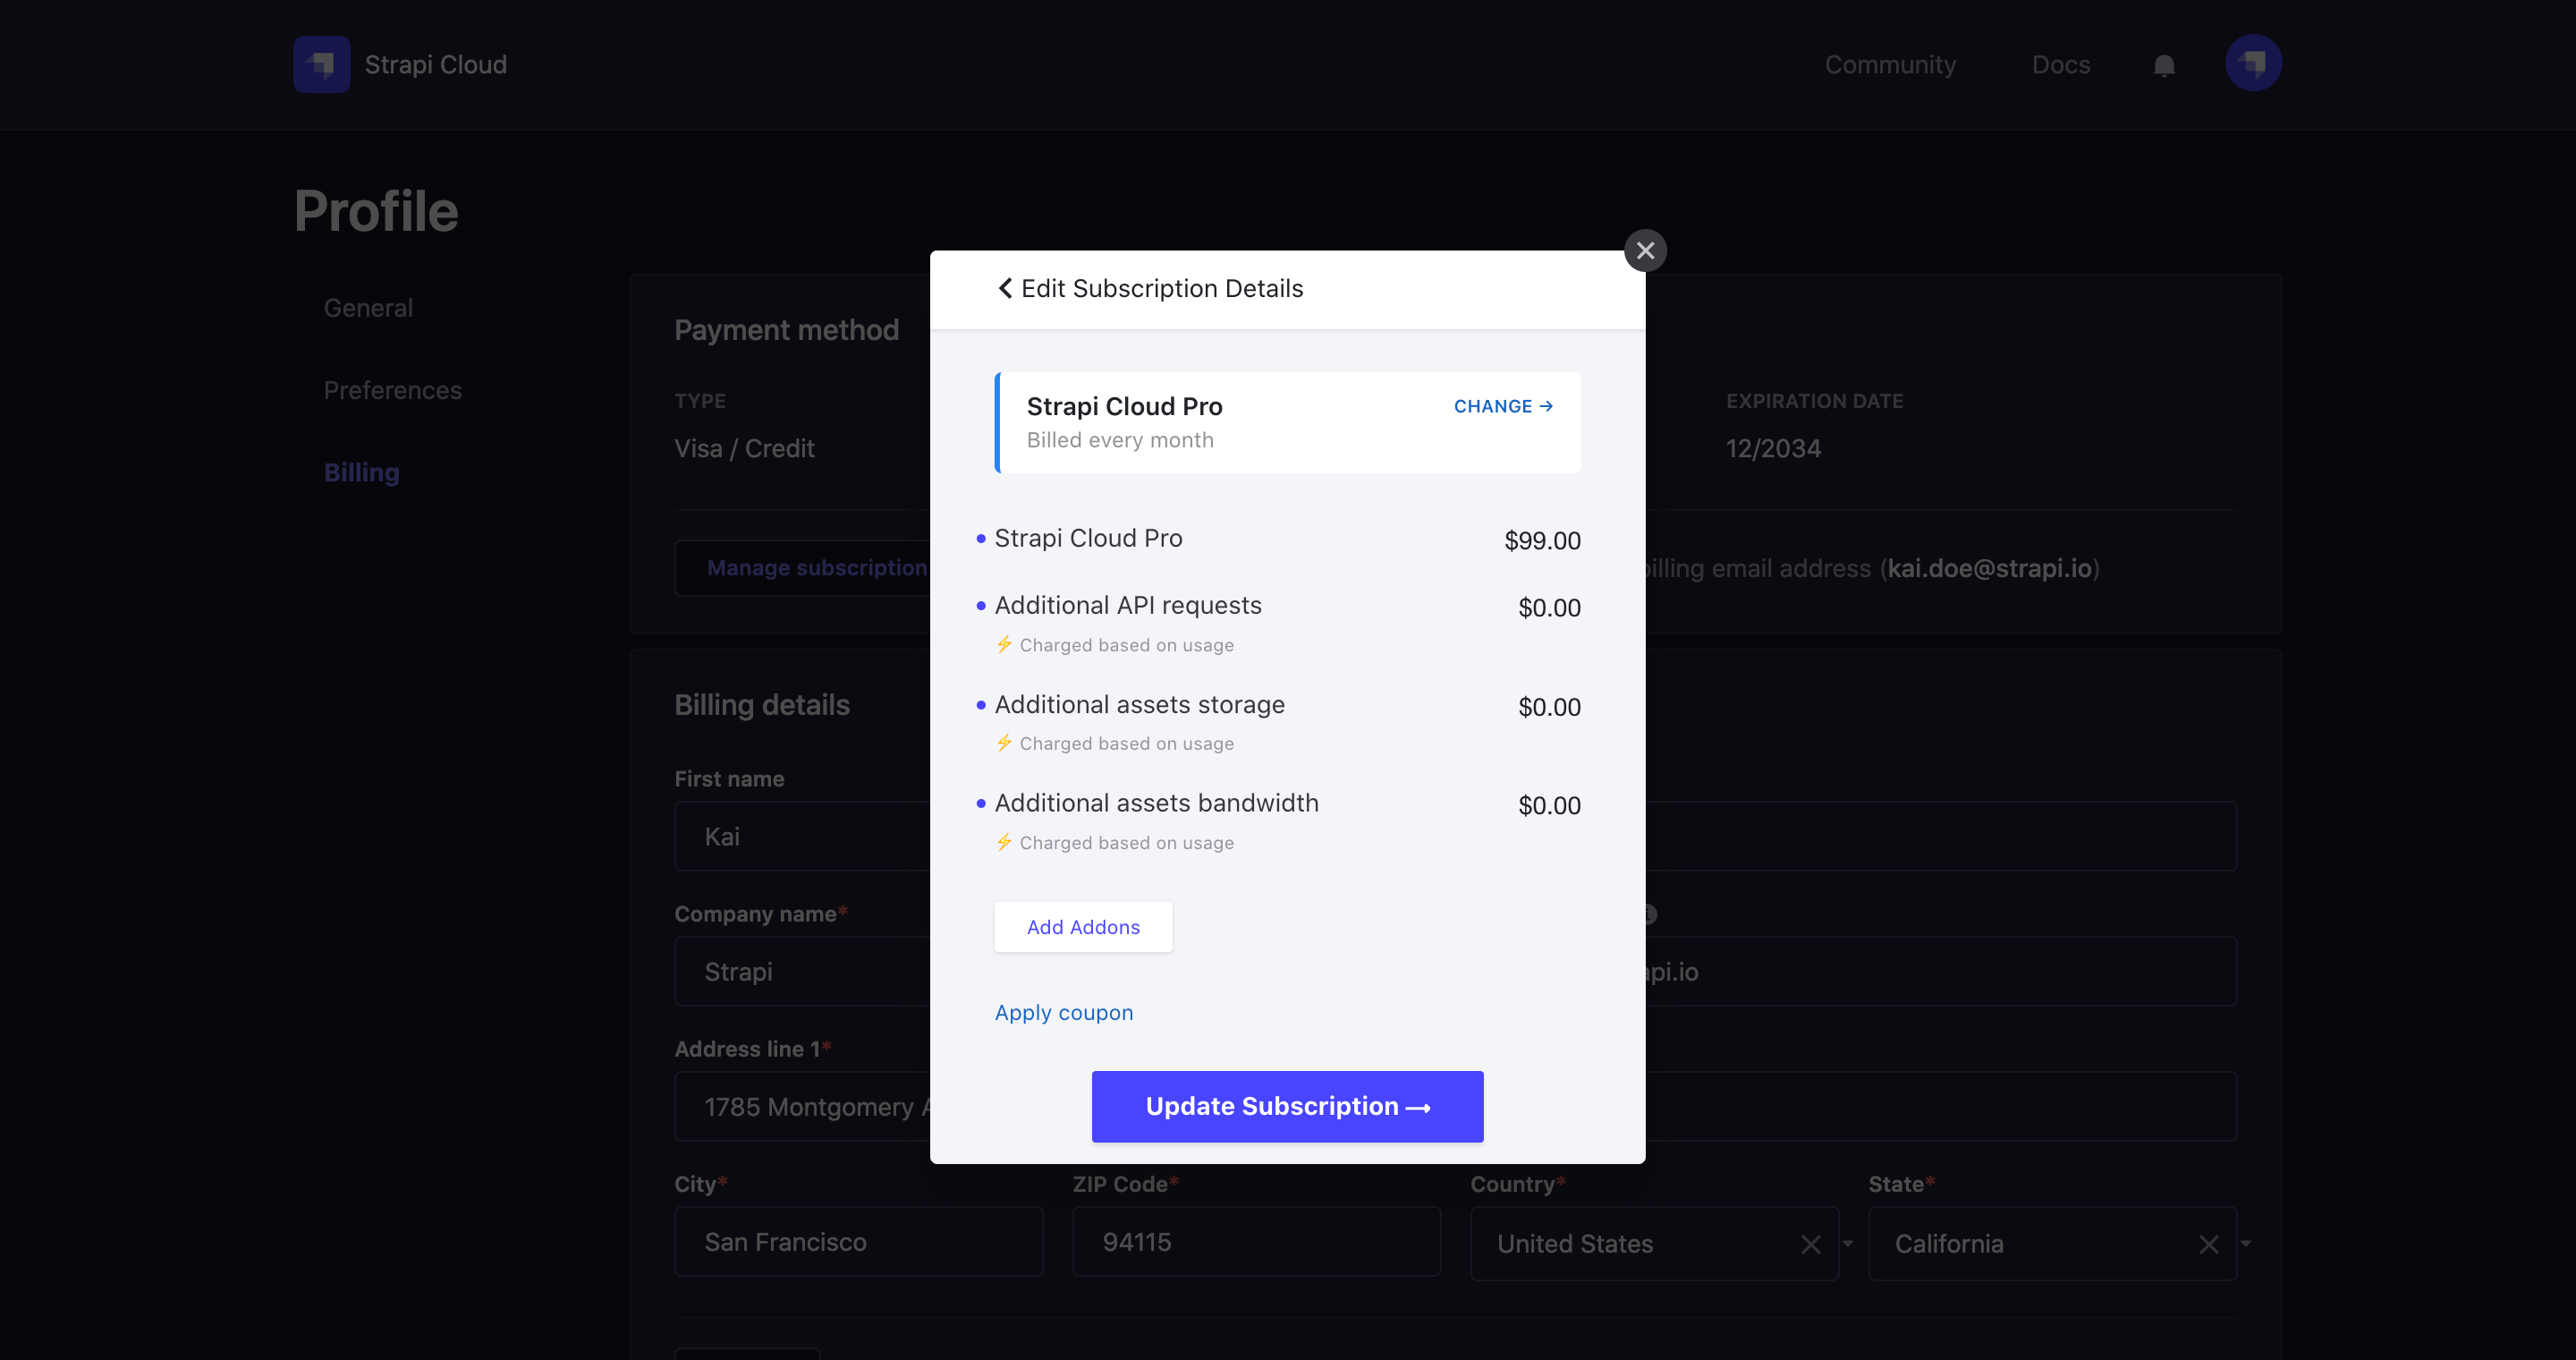 Strapi Cloud
Community
Docs
Profile
General
Preferences
Billing
Payment method
TYPE
EXPIRATION DATE
Visa / Credit
12/2034
Manage subscription
billing email address (kai.doe@strapi.io)
Edit Subscription Details
Strapi Cloud Pro
CHANGE →
Billed every month
Strapi Cloud Pro $99.00
Additional API requests $0.00
⚡ Charged based on usage
Additional assets storage $0.00
⚡ Charged based on usage
Additional assets bandwidth $0.00
⚡ Charged based on usage
Add Addons
Apply coupon
Update Subscription
Billing details
First name
Kai
Company name*
Strapi
api.io
Address line 1*
1785 Montgomery
City* ZIP Code* Country* State*
San Francisco 94115 United States California